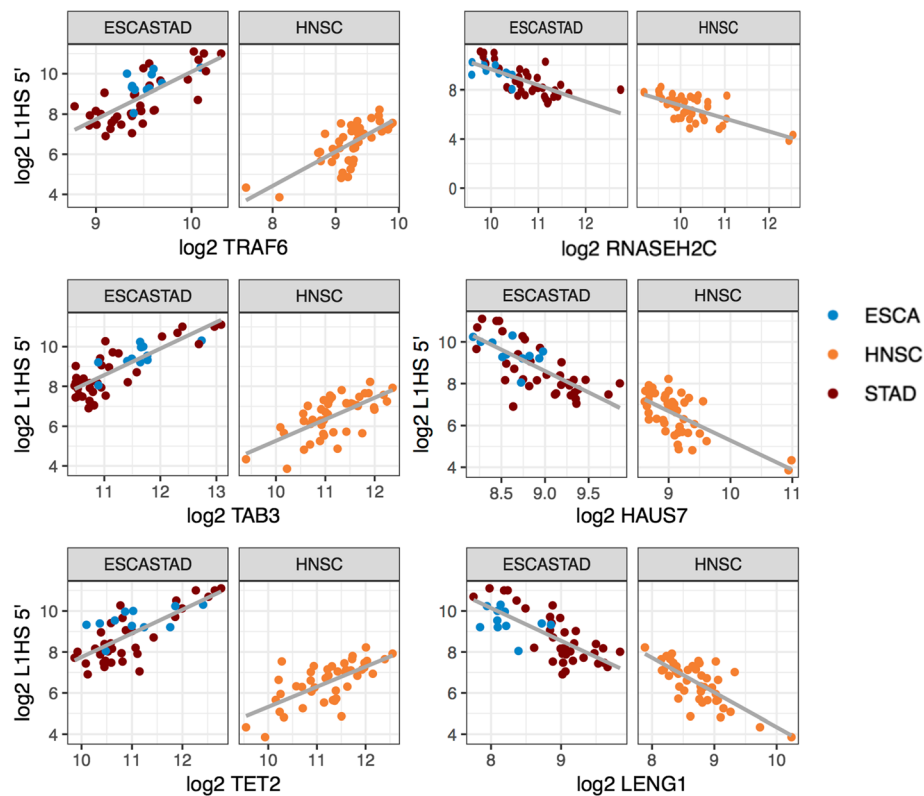 ESCASTAD HNSC
log2 L1HS 5'
10
8
6
4
9 10
9
8 9 10
log2 TRAF6
ESCASTAD HNSC
8
4
0
10 11 12
10 11 12
log2 RNASEH2C
ESCASTAD HNSC
log2 L1HS 5'
10
8
6
4
11 12 13
10 11 12
log2 TAB3
ESCASTAD HNSC
log2 L1HS 5'
10
8
6
4
8.5 9.0 9.5
9 10 11
log2 HAUS7
ESCA
HNSC
STAD
ESCASTAD HNSC
log2 L1HS 5'
10
8
6
4
10 11 12
10 11 12
log2 TET2
ESCASTAD HNSC
10
8
6
4
8 9
8 9 10
log2 LENG1